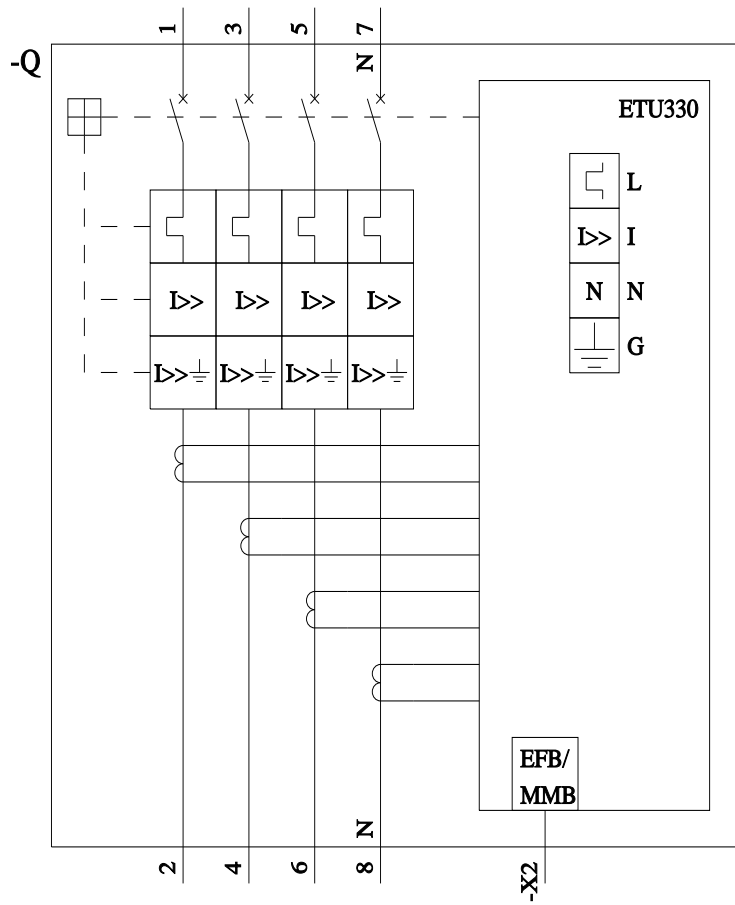 1 3 5 7
-Q
N
ETU330
L
I>> I
I>> I>> I>> I>>
N N
G
I>> I>> I>> I>>
EFB/
MMB
N
2 4 6 8 -X2